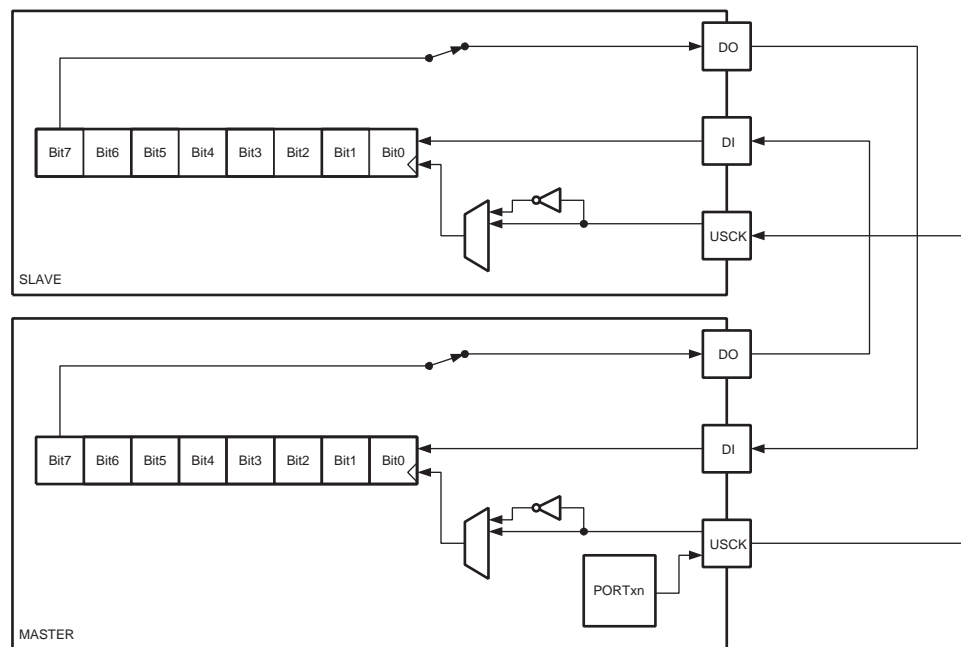 DO
Bit7 Bit6 Bit5 Bit4 Bit3 Bit2 Bit1 Bit0
DI
USCK
SLAVE
DO
Bit7 Bit6 Bit5 Bit4 Bit3 Bit2 Bit1 Bit0
DI
USCK
PORTxn
MASTER